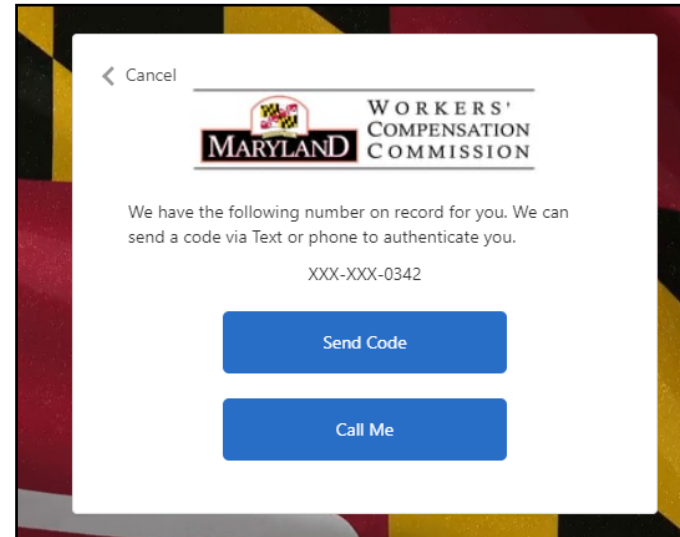 Cancel
WORKERS'
COMPENSATION
MARYLAND COMMISSION
We have the following number on record for you. We can
send a code via Text or phone to authenticate you.
XXX-XXX-0342
Send Code
Call Me